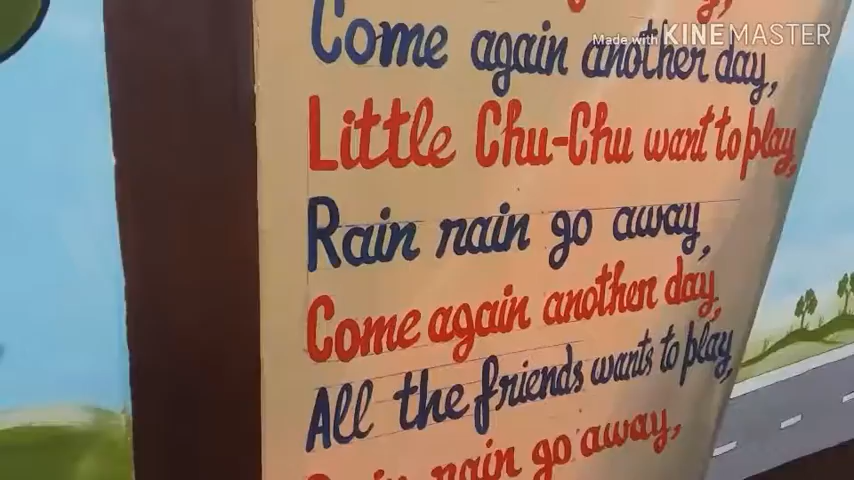 Made with KINEMASTER
Come again another day,
Little Chu-Chu want to play,
Rain rain go away,
Come again another day,
All the friends wants to play,
Rain rain go away,